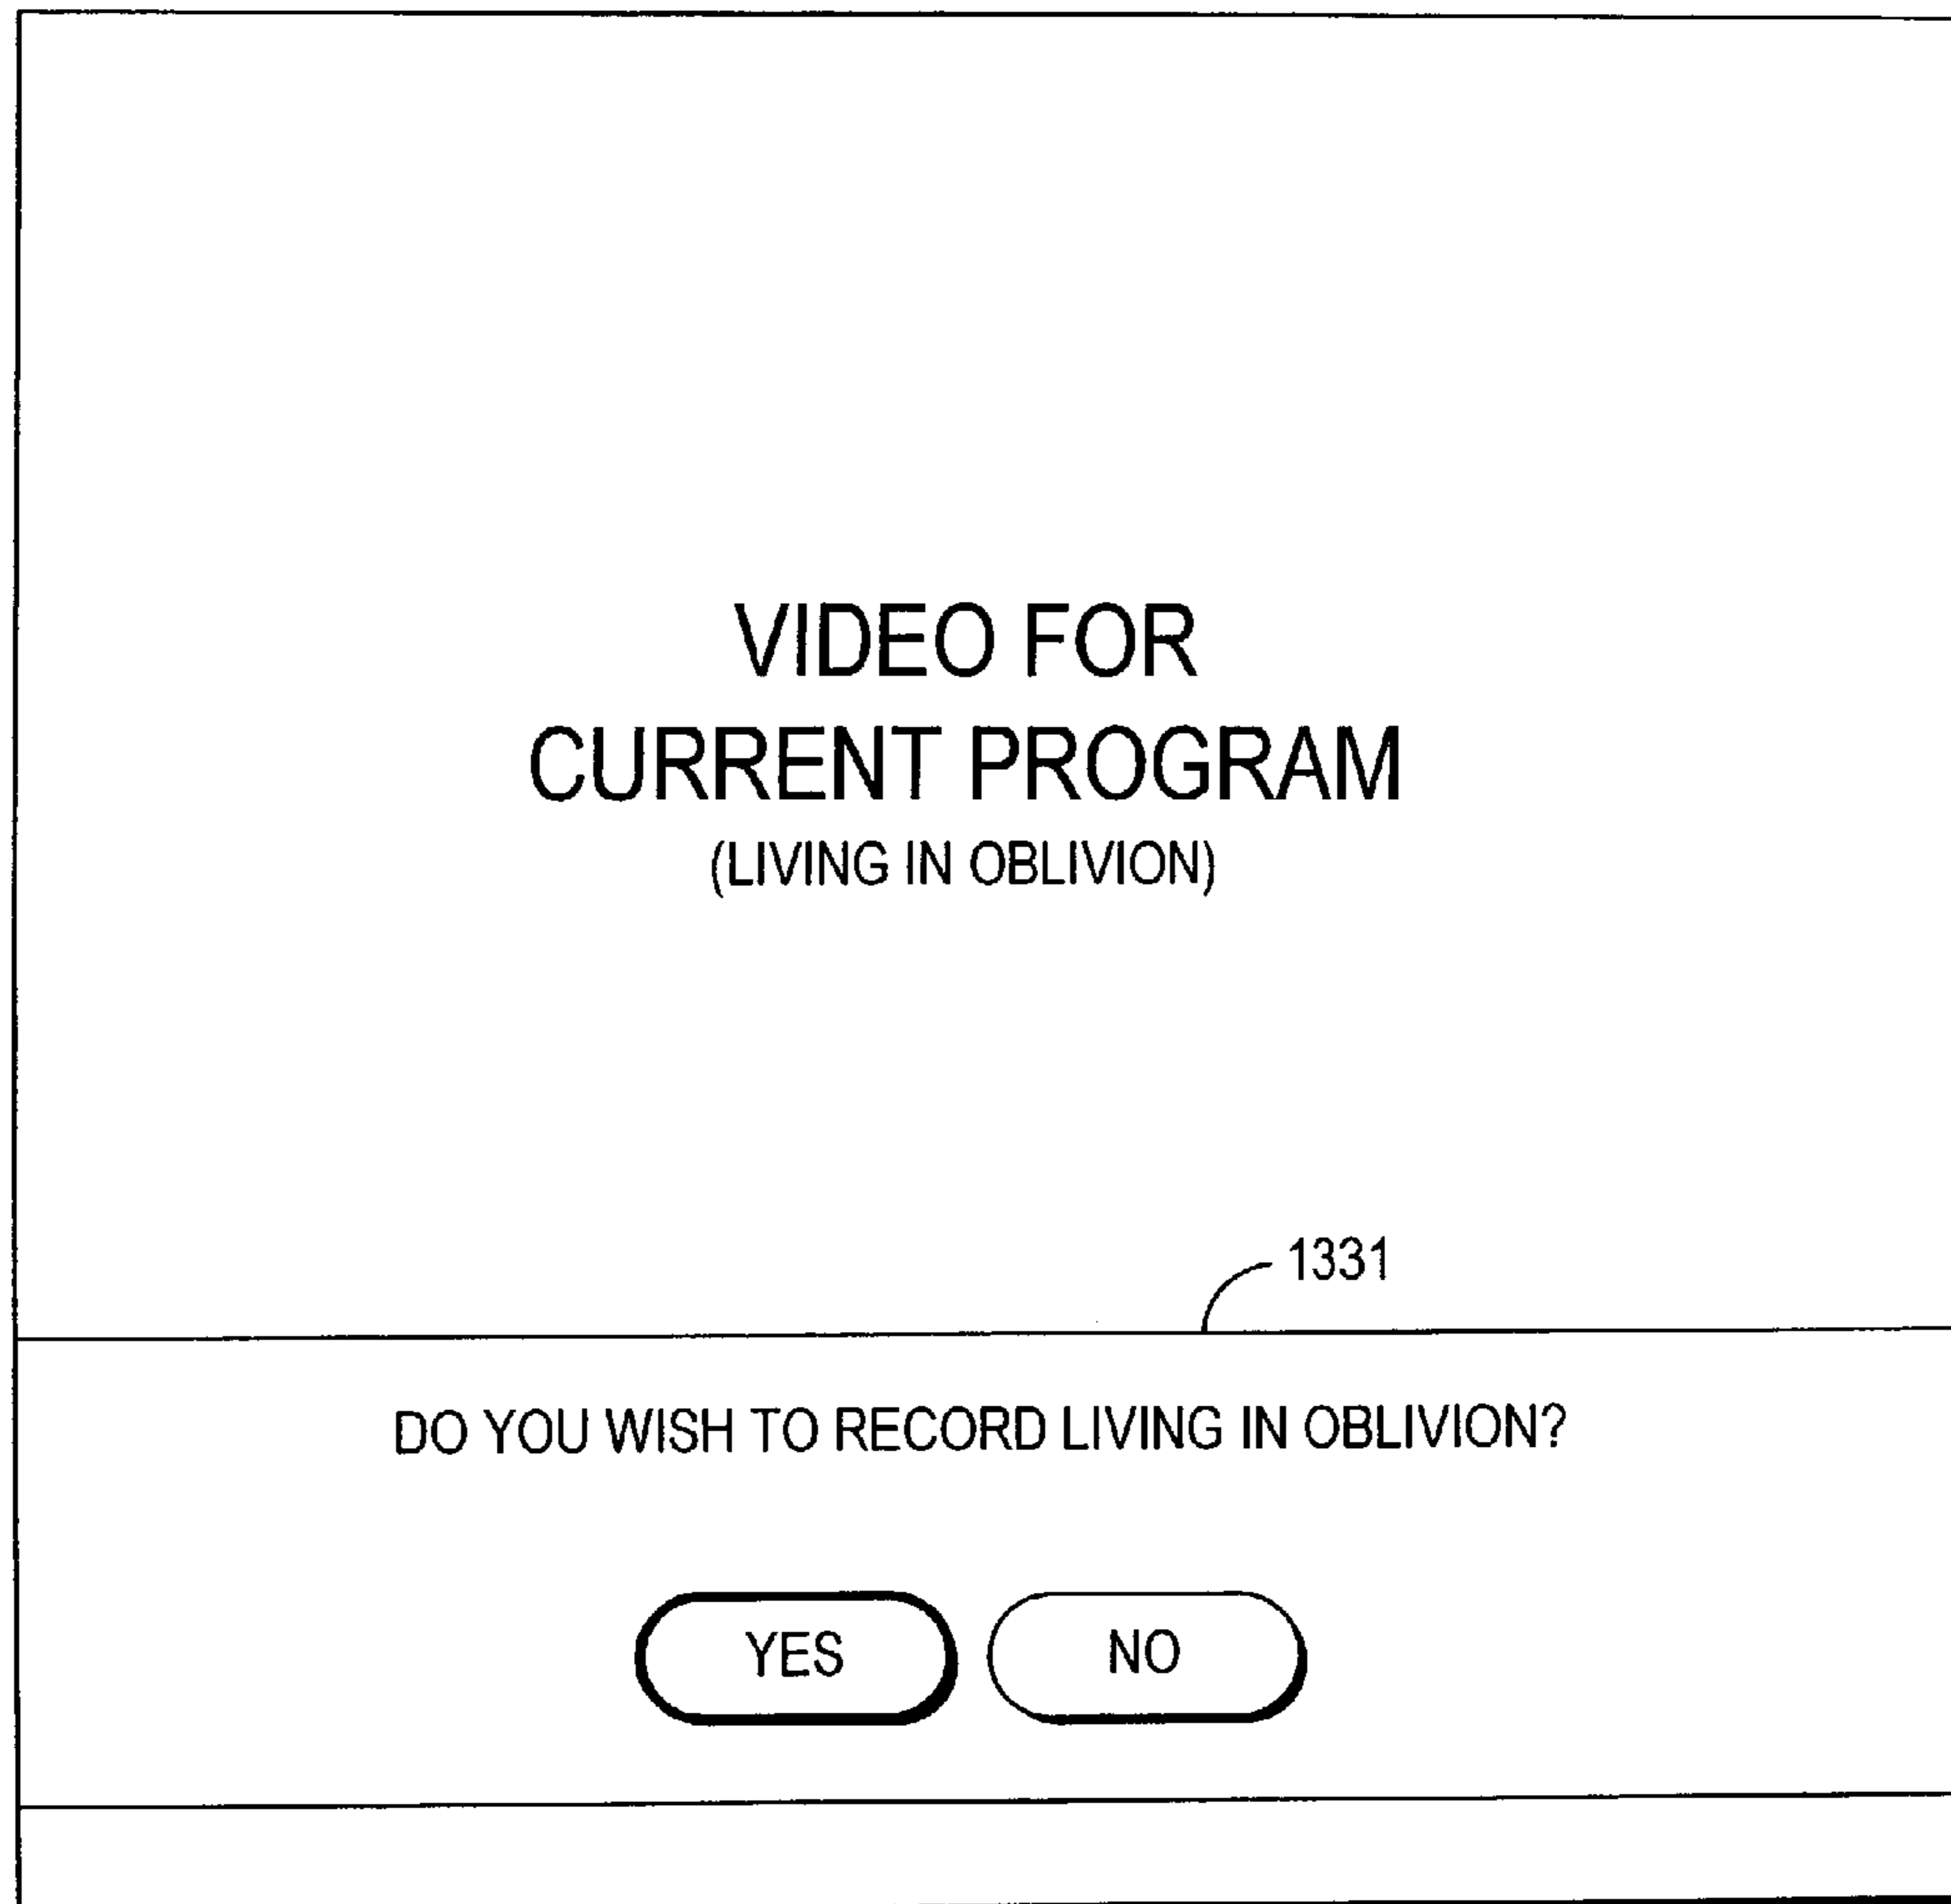 VIDEO FOR
CURRENT PROGRAM
(LIVING IN OBLIVION)
1331
DO YOU WISH TO RECORD LIVING IN OBLIVION?
YES NO